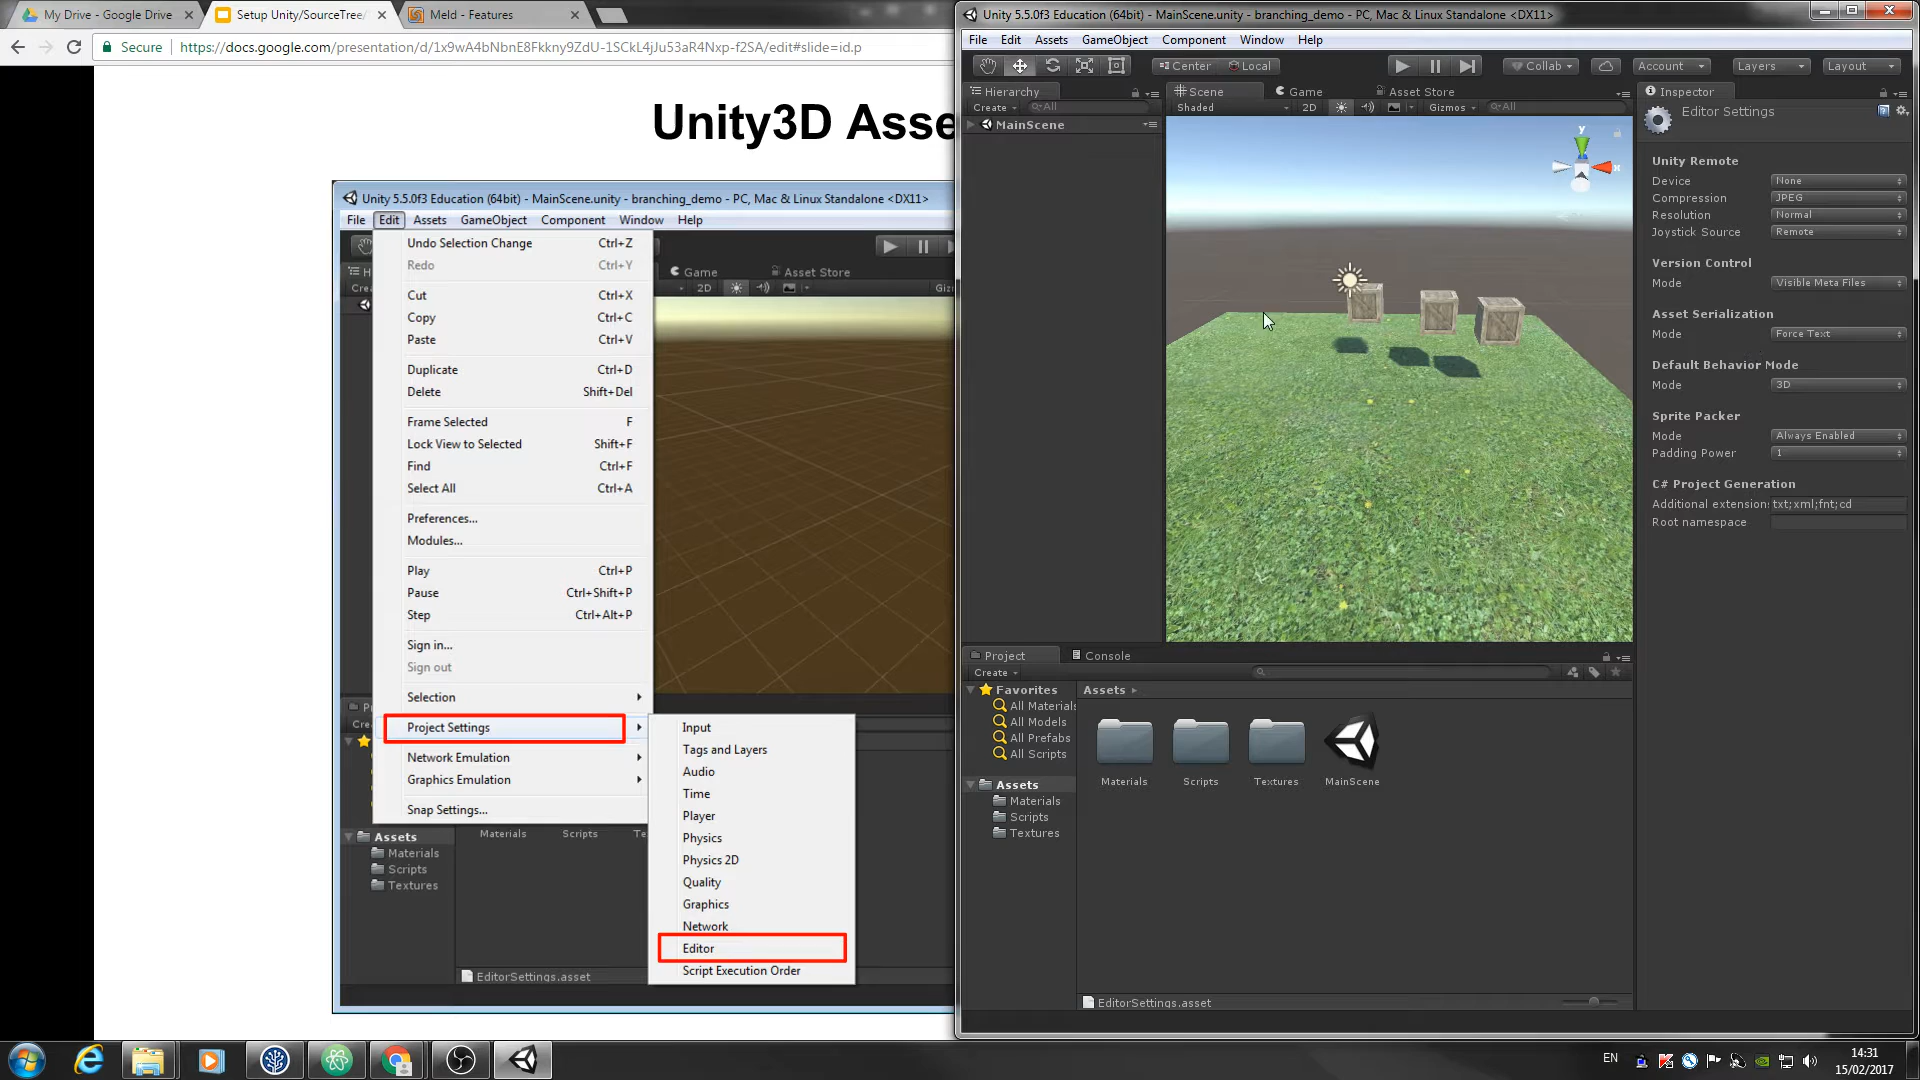 My Drive - Google Drive
Setup Unity/SourceTree/
Meld - Features
Secure
https://docs.google.com/presentation/d/1x9wA4bNbnE8Fkkny9ZdU-1SCkL4jJu53aR4Nxp-f2SA/edit#slide=id.p
Unity3D Asse
Unity 5.5.0f3 Education (64bit) - MainScene.unity - branching_demo - PC, Mac & Linux Standalone <DX11>
File Edit Assets GameObject Component Window Help
Undo Selection Change Ctrl+Z
Redo Ctrl+Y
Cut Ctrl+X
Copy Ctrl+C
Paste Ctrl+V
Duplicate Ctrl+D
Delete Shift+Del
Frame Selected F
Lock View to Selected Shift+F
Find Ctrl+F
Select All Ctrl+A
Preferences...
Modules...
Play Ctrl+P
Pause Ctrl+Shift+P
Step Ctrl+Alt+P
Sign in...
Sign out
Selection
Project Settings
Network Emulation
Graphics Emulation
Snap Settings...
Game
Asset Store
2D
Giz
Input
Tags and Layers
Audio
Time
Player
Physics
Physics 2D
Quality
Graphics
Network
Editor
Script Execution Order
Assets
Materials
Scripts
Textures
Materials Scripts Te
EditorSettings.asset
Unity 5.5.0f3 Education (64bit) - MainScene.unity - branching_demo - PC, Mac & Linux Standalone <DX11>
File Edit Assets GameObject Component Window Help
Center Local
Collab Account Layers Layout
Hierarchy
Create All
MainScene
Scene Game Asset Store
Shaded 2D Gizmos All
y
x
Inspector
Editor Settings
Unity Remote
Device None
Compression JPEG
Resolution Normal
Joystick Source Remote
Version Control
Mode Visible Meta Files
Asset Serialization
Mode Force Text
Default Behavior Mode
Mode 3D
Sprite Packer
Mode Always Enabled
Padding Power 1
C# Project Generation
Additional extension: txt;xml;fnt;cd
Root namespace
Project Console
Create
Favorites
All Materials
All Models
All Prefabs
All Scripts
Assets
Materials
Scripts
Textures
Assets
Materials Scripts Textures MainScene
EditorSettings.asset
EN
14:31
15/02/2017